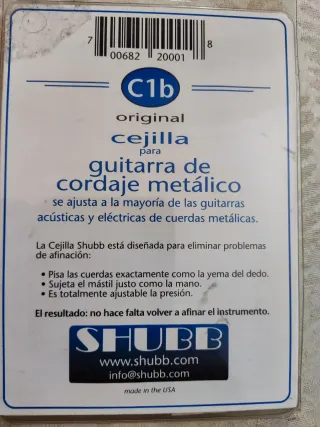 7 00682 20001 8
C1b
original
cejilla
para
guitarra de
cordaje metálico
se ajusta a la mayoría de las guitarras
acústicas y eléctricas de cuerdas metálicas.
La Cejilla Shubb está diseñada para eliminar problemas
de afinación:
• Pisa las cuerdas exactamente como la yema del dedo.
• Sujeta el mástil justo como la mano.
• Es totalmente ajustable la presión.
El resultado: no hace falta volver a afinar el instrumento.
SHUBB
www.shubb.com
info@shubb.com
made in the USA